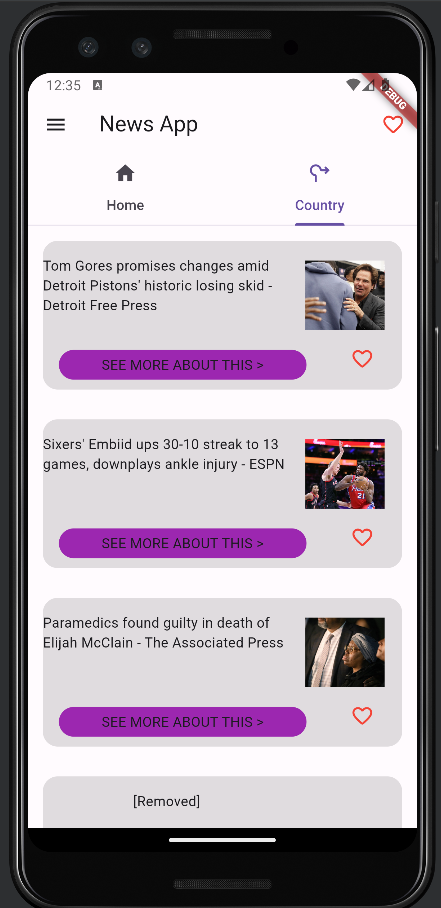 12:35
A
DEBUG
News App
Home
Country
Tom Gores promises changes amid
Detroit Pistons' historic losing skid -
Detroit Free Press
SEE MORE ABOUT THIS >
Sixers' Embiid ups 30-10 streak to 13
games, downplays ankle injury - ESPN
SEE MORE ABOUT THIS >
Paramedics found guilty in death of
Elijah McClain - The Associated Press
SEE MORE ABOUT THIS >
[Removed]